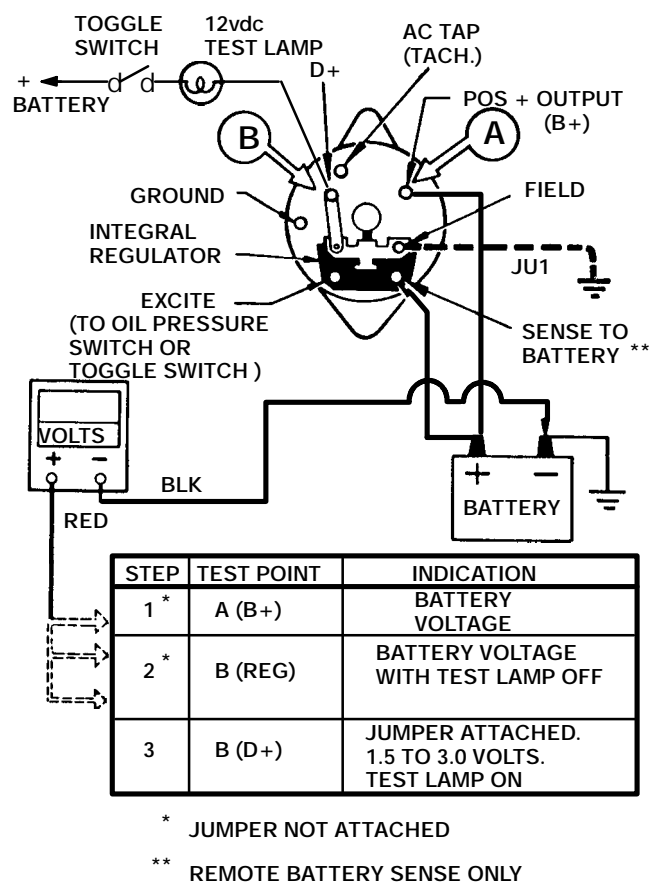 TOGGLE
SWITCH
12vdc
TEST LAMP
D+
AC TAP
(TACH.)
+
BATTERY
d d
POS + OUTPUT
(B+)
B
A
GROUND
FIELD
INTEGRAL
REGULATOR
JU1
EXCITE
(TO OIL PRESSURE
SWITCH OR
TOGGLE SWITCH )
SENSE TO
BATTERY **
VOLTS
+ −
BLK
RED
+ −
BATTERY
STEP TEST POINT INDICATION
1 * A (B+) BATTERY
VOLTAGE
2 * B (REG) BATTERY VOLTAGE
WITH TEST LAMP OFF
3 B (D+) JUMPER ATTACHED.
1.5 TO 3.0 VOLTS.
TEST LAMP ON
* JUMPER NOT ATTACHED
** REMOTE BATTERY SENSE ONLY